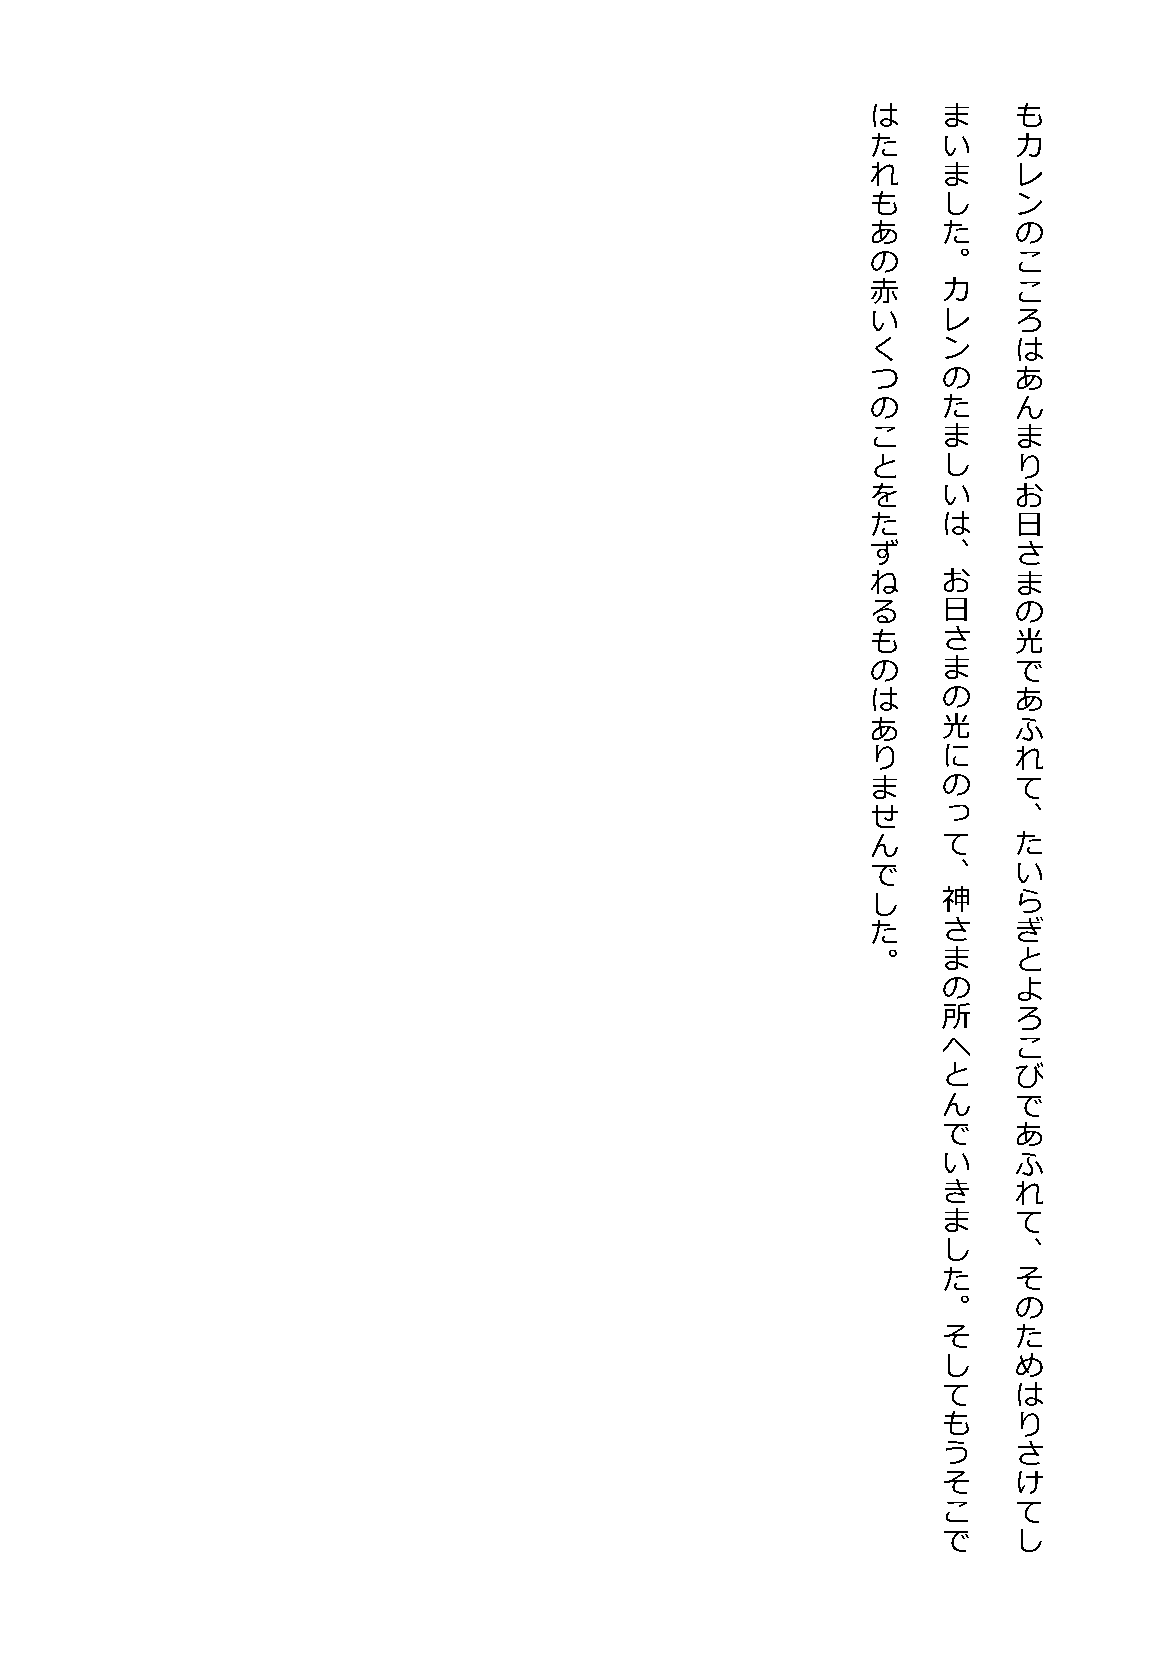 もカレンのこころはあんまりお日さまの光であふれて、たいらぎとよろこびであふれて、そのためはりさけてし
まいました。カレンのたましいは、お日さまの光にのって、神さまの所へとんでいきました。そしてもうそこで
はたれもあの赤いくつのことをたずねるものはありませんでした。